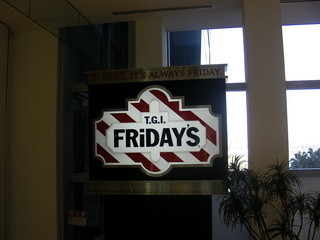 IN HERE, IT'S ALWAYS FRIDAY.
T.G.I.
FRiDAY'S